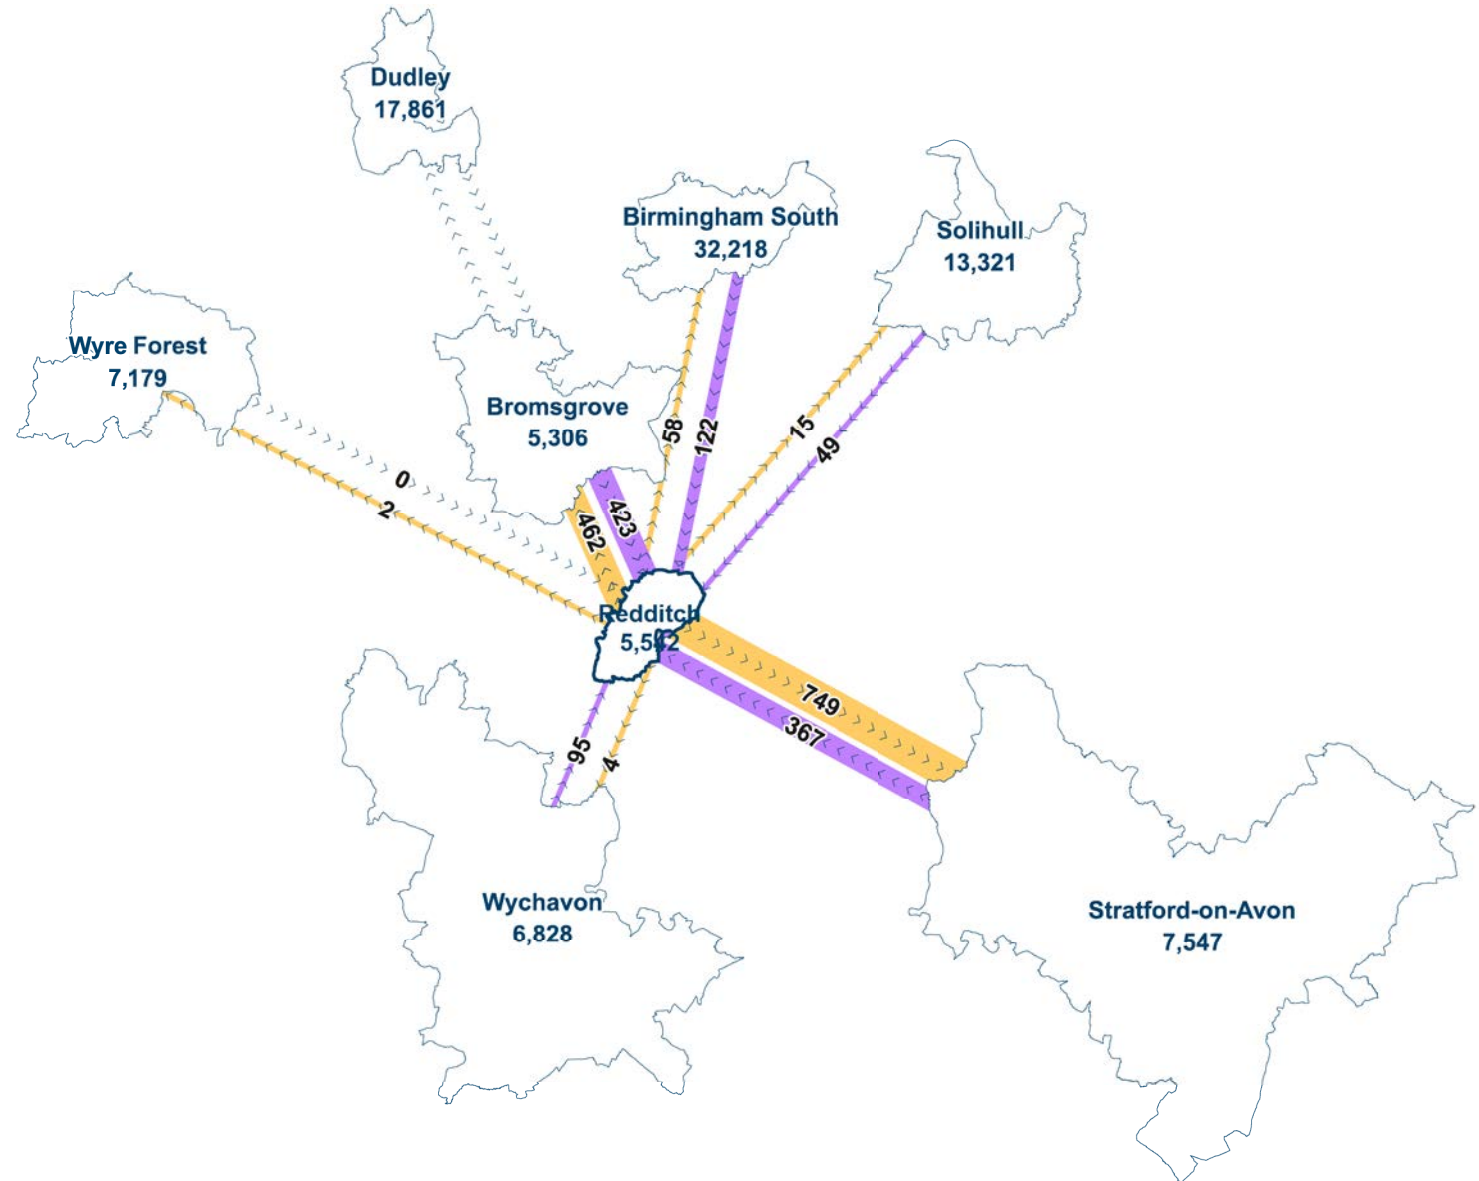 Dudley
17,861
Birmingham South
32,218
Solihull
13,321
Wyre Forest
7,179
Bromsgrove
5,306
58
122
15
49
0
2
462
423
Redditch
5,542
749
367
95
4
Wychavon
6,828
Stratford-on-Avon
7,547